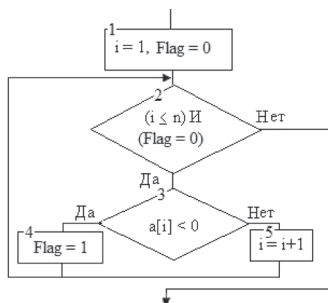 1
i = 1, Flag = 0
2
(i ≤ n) И
(Flag = 0)
Нет
Да
3
Да
a[i] < 0
Нет
4
Flag = 1
5
i = i+1